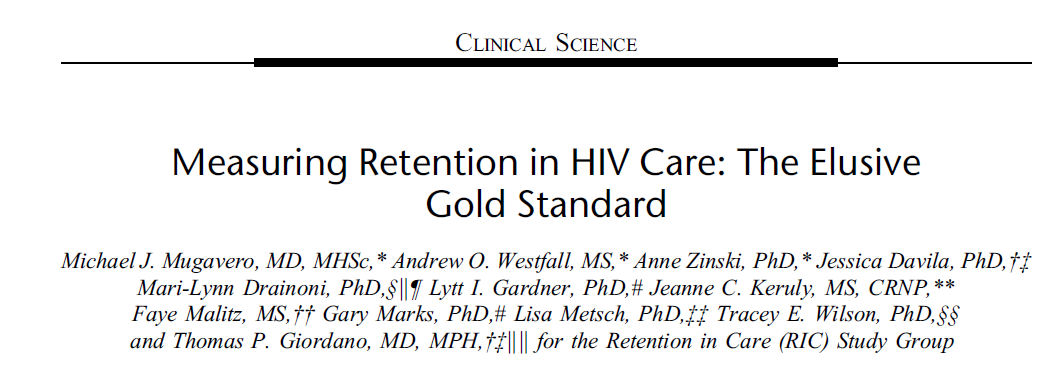 CLINICAL SCIENCE
Measuring Retention in HIV Care: The Elusive
Gold Standard
Michael J. Mugavero, MD, MHSc,* Andrew O. Westfall, MS,* Anne Zinski, PhD,* Jessica Davila, PhD,†‡
Mari-Lynn Drainoni, PhD,§‖¶ Lytt I. Gardner, PhD,# Jeanne C. Keruly, MS, CRNP,**
Faye Malitz, MS,†† Gary Marks, PhD,# Lisa Metsch, PhD,‡‡ Tracey E. Wilson, PhD,§§
and Thomas P. Giordano, MD, MPH,†‡‖‖ for the Retention in Care (RIC) Study Group